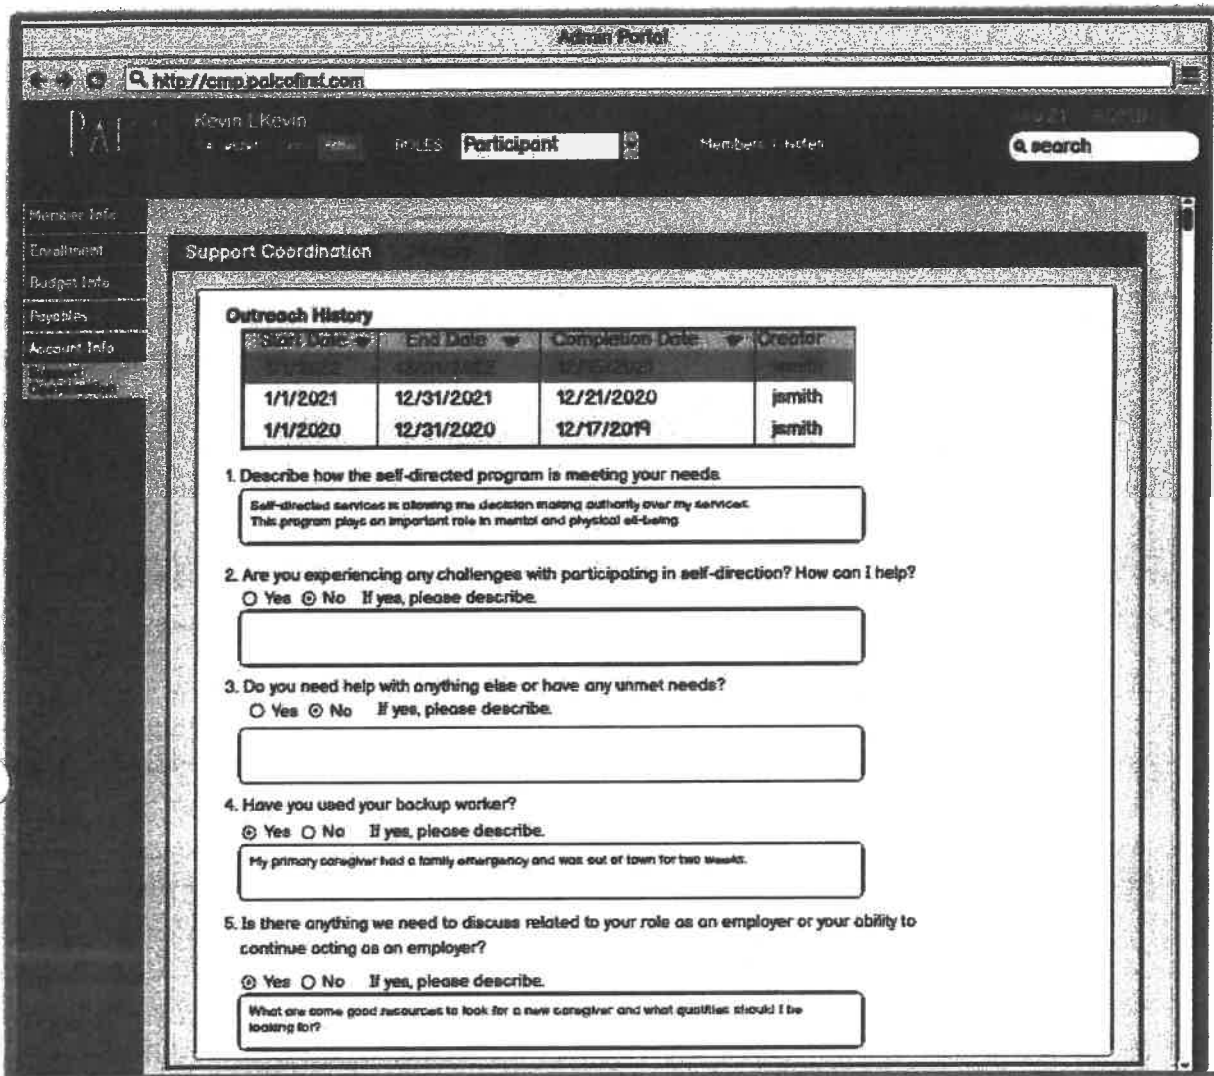 Admin Portal
http://cmp.palcofirst.com
Kevin LKevin
ROLES Participant Members Notes
search
Member Info
Enrollment
Budget Info
Payables
Account Info
Support
Coordination
Support Coordination
Outreach History
Start Date End Date Completion Date Creator
1/1/2021 12/31/2021 12/21/2020 jsmith
1/1/2020 12/31/2020 12/17/2019 jsmith
1. Describe how the self-directed program is meeting your needs.
Self-directed services is allowing me decision making authority over my services.
This program plays an important role in mental and physical ell-being.
2. Are you experiencing any challenges with participating in self-direction? How can I help?
Yes No If yes, please describe.
3. Do you need help with anything else or have any unmet needs?
Yes No If yes, please describe.
4. Have you used your backup worker?
Yes No If yes, please describe.
My primary caregiver had a family emergency and was out of town for two weeks.
5. Is there anything we need to discuss related to your role as an employer or your ability to
continue acting as an employer?
Yes No If yes, please describe.
What are some good resources to look for a new caregiver and what qualities should I be
looking for?